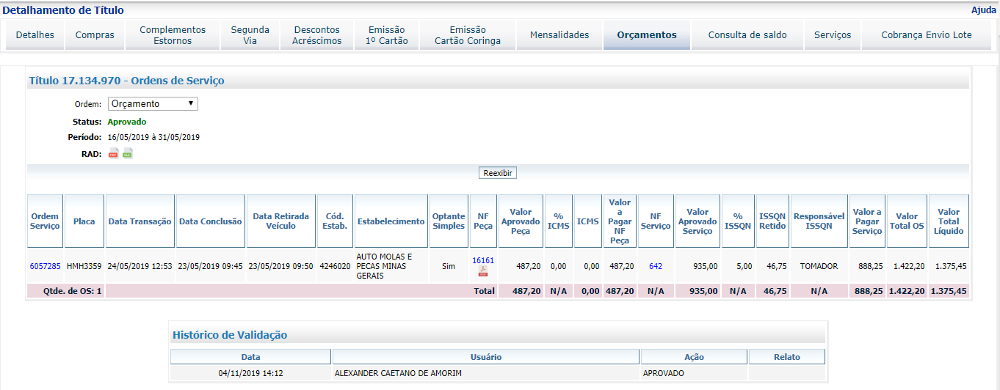 Detalhamento de Título
Ajuda
Detalhes
Compras
Complementos
Estornos
Segunda
Via
Descontos
Acréscimos
Emissão
1º Cartão
Emissão
Cartão Coringa
Mensalidades
Orçamentos
Consulta de saldo
Serviços
Cobrança Envio Lote
Título 17.134.970 - Ordens de Serviço
Ordem: Orçamento
Status: Aprovado
Período: 16/05/2019 à 31/05/2019
RAD: PDF XLS
Reexibir
Ordem
Serviço
Placa
Data Transação
Data Conclusão
Data Retirada
Veículo
Cód.
Estab.
Estabelecimento
Optante
Simples
NF
Peça
Valor
Aprovado
Peça
%
ICMS
ICMS
Valor
a
Pagar
NF
Peça
NF
Serviço
Valor
Aprovado
Serviço
%
ISSQN
ISSQN
Retido
Responsável
ISSQN
Valor a
Pagar
Serviço
Valor
Total OS
Valor
Total
Líquido
6057285
HMH3359
24/05/2019 12:53
23/05/2019 09:45
23/05/2019 09:50
4246020
AUTO MOLAS E
PECAS MINAS
GERAIS
Sim
16161
PDF
487,20
0,00
0,00
487,20
642
935,00
5,00
46,75
TOMADOR
888,25
1.422,20
1.375,45
Qtde. de OS: 1
Total
487,20
N/A
0,00
487,20
N/A
935,00
N/A
46,75
N/A
888,25
1.422,20
1.375,45
Histórico de Validação
Data
Usuário
Ação
Relato
04/11/2019 14:12
ALEXANDER CAETANO DE AMORIM
APROVADO